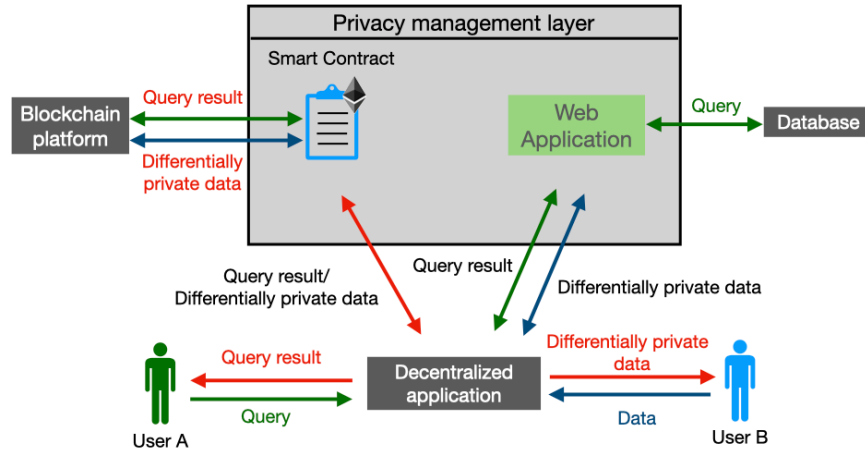 Privacy management layer
Smart Contract
Query result
Blockchain
platform
Differentially
private data
Web
Application
Query
Database
Query result/
Differentially private data
Query result
Differentially private data
Query result
Query
User A
Decentralized
application
Differentially private
data
Data
User B